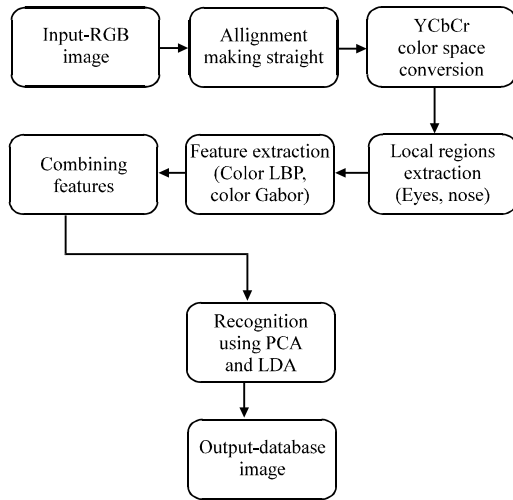 Input-RGB
image
Allignment
making straight
YCbCr
color space
conversion
Local regions
extraction
(Eyes, nose)
Feature extraction
(Color LBP,
color Gabor)
Combining
features
Recognition
using PCA
and LDA
Output-database
image